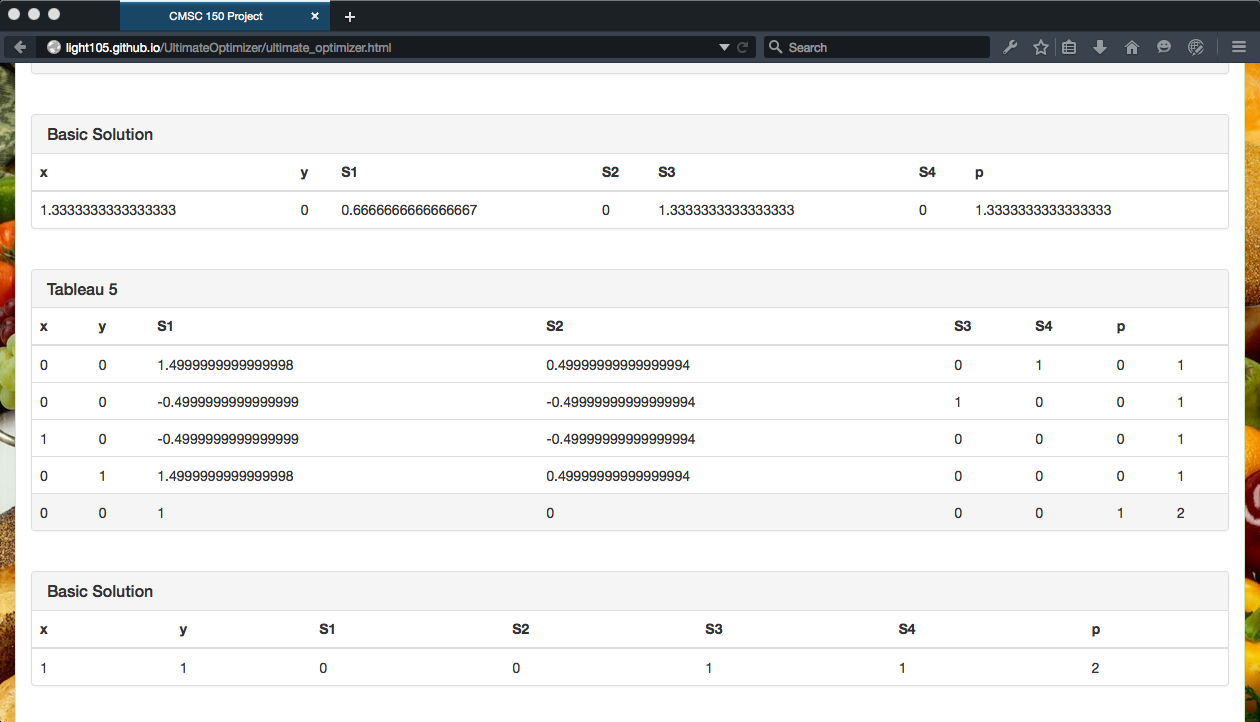 CMSC 150 Project × +
light105.github.io/UltimateOptimizer/ultimate_optimizer.html Search
Basic Solution
x y S1 S2 S3 S4 p
1.3333333333333333 0 0.6666666666666667 0 1.3333333333333333 0 1.3333333333333333
Tableau 5
x y S1 S2 S3 S4 p
0 0 1.4999999999999998 0.49999999999999994 0 1 0 1
0 0 -0.4999999999999999 -0.49999999999999994 1 0 0 1
1 0 -0.4999999999999999 -0.49999999999999994 0 0 0 1
0 1 1.4999999999999998 0.49999999999999994 0 0 0 1
0 0 1 0 0 0 1 2
Basic Solution
x y S1 S2 S3 S4 p
1 1 0 0 1 1 2